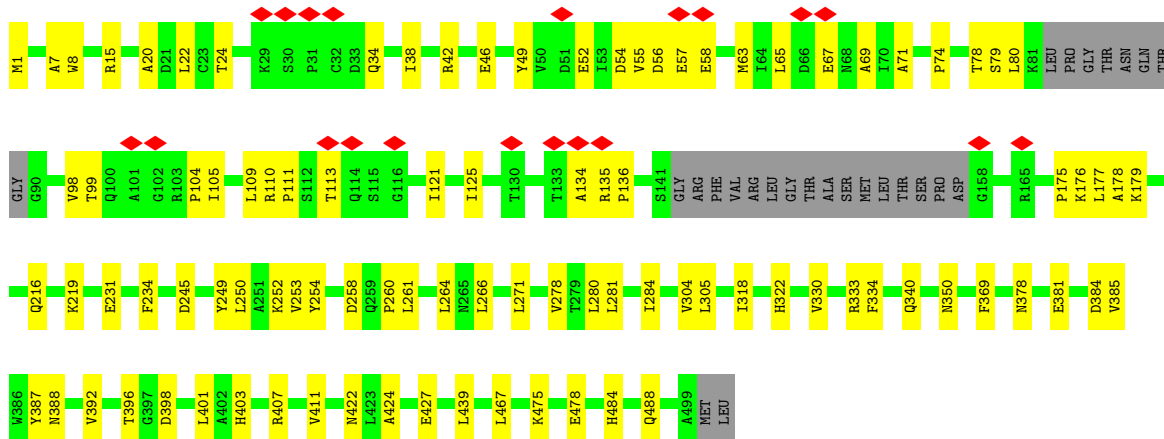 M1 A7 W8 R15 A20 D21 L22 C23 T24 K29 S30 P31 C32 D33 Q34 I38 R42 E46 Y49 V50 D51 E52 I53 D54 V55 D56 E57 E58 M63 I64 L65 D66 E67 N68 A69 I70 A71 P74 T78 S79 L80 K81 LEU PRO GLY THR ASN GLN THR
GLY G90 V98 T99 Q100 A101 G102 R103 P104 I105 L109 R110 P111 S112 T113 Q114 S115 G116 I121 I125 T130 T133 A134 R135 P136 S141 GLY ARG PHE VAL ARG LEU GLY THR ALA SER MET LEU THR SER PRO ASP G158 R165 P175 K176 L177 A178 K179
Q216 K219 E231 F234 D245 Y249 L250 A251 K252 V253 Y254 D258 Q259 P260 L261 L264 N265 L266 L271 V278 T279 L280 L281 I284 V304 L305 I318 H322 V330 R333 F334 Q340 N350 F369 N378 E381 D384 V385
W386 Y387 N388 V392 T396 G397 D398 L401 A402 H403 R407 V411 N422 L423 A424 E427 L439 L467 K475 E478 H484 Q488 A499 MET LEU